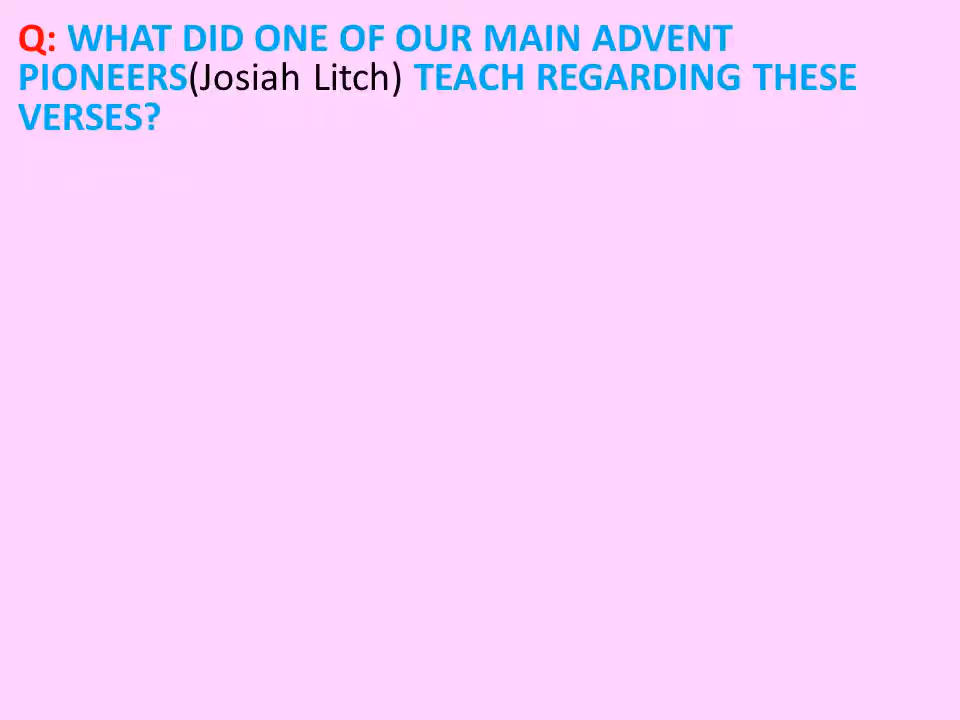 Q: WHAT DID ONE OF OUR MAIN ADVENT
PIONEERS(Josiah Litch) TEACH REGARDING THESE
VERSES?